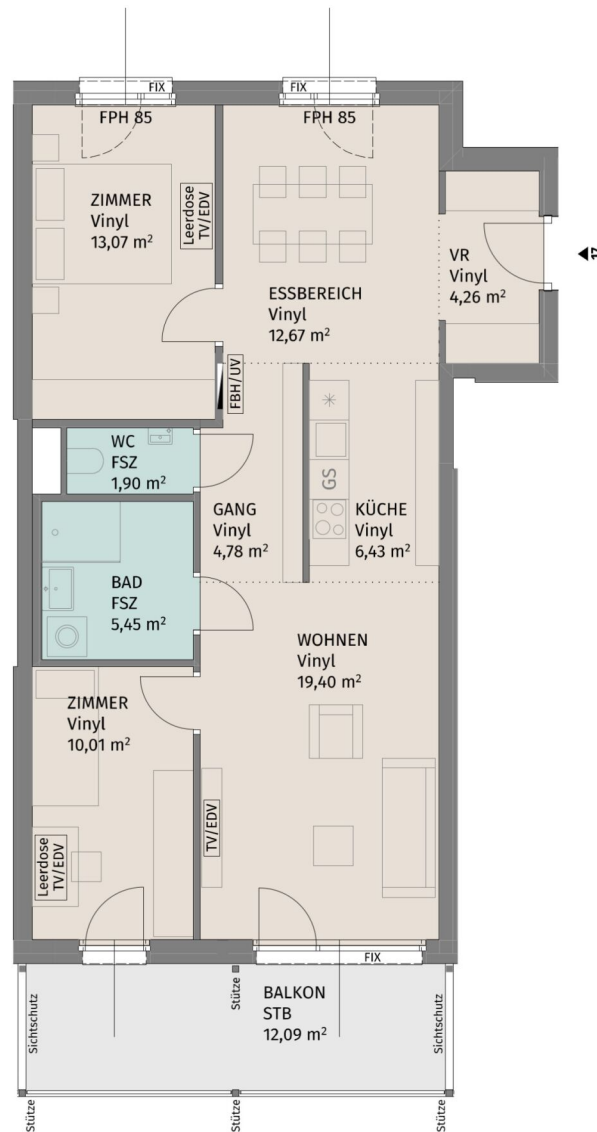 FIX
FIX
FPH 85
FPH 85
ZIMMER
Vinyl
13,07 m²
Leerdose
TV/EDV
ESSBEREICH
Vinyl
12,67 m²
VR
Vinyl
4,26 m²
17
FBH/UV
WC
FSZ
1,90 m²
GANG
Vinyl
4,78 m²
GS
KÜCHE
Vinyl
6,43 m²
BAD
FSZ
5,45 m²
WOHNEN
Vinyl
19,40 m²
ZIMMER
Vinyl
10,01 m²
Leerdose
TV/EDV
TV/EDV
FIX
BALKON
STB
12,09 m²
Sichtschutz
Stütze
Sichtschutz
Stütze
Stütze
Stütze